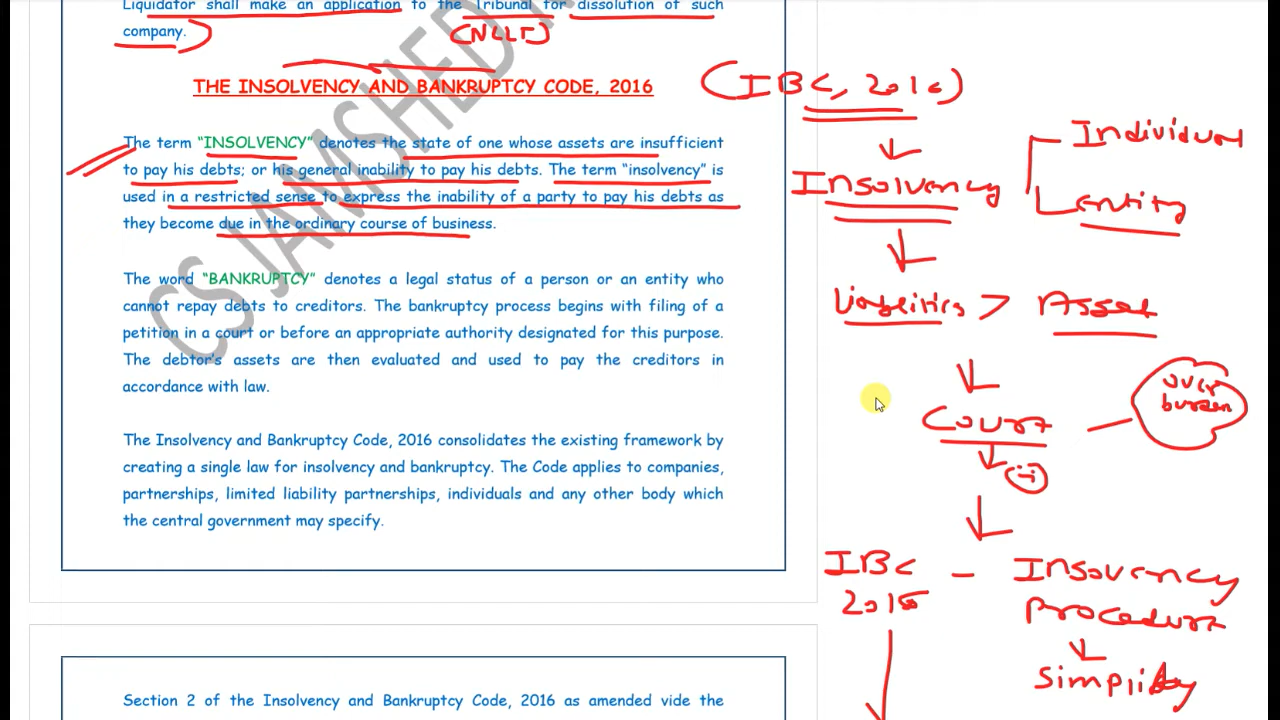 Liquidator shall make an application to the Tribunal for dissolution of such
company.
(NCLT)
THE INSOLVENCY AND BANKRUPTCY CODE, 2016
The term “INSOLVENCY” denotes the state of one whose assets are insufficient
to pay his debts; or his general inability to pay his debts. The term “insolvency” is
used in a restricted sense to express the inability of a party to pay his debts as
they become due in the ordinary course of business.
The word “BANKRUPTCY” denotes a legal status of a person or an entity who
cannot repay debts to creditors. The bankruptcy process begins with filing of a
petition in a court or before an appropriate authority designated for this purpose.
The debtor's assets are then evaluated and used to pay the creditors in
accordance with law.
The Insolvency and Bankruptcy Code, 2016 consolidates the existing framework by
creating a single law for insolvency and bankruptcy. The Code applies to companies,
partnerships, limited liability partnerships, individuals and any other body which
the central government may specify.
Section 2 of the Insolvency and Bankruptcy Code, 2016 as amended vide the
CS JAMSHED
(IBC, 2016)
Insolvency
Individual
entity
Liabelitics > Asset
Court
over
burden
IBC - Insovency
2016 Procedure
Simplify